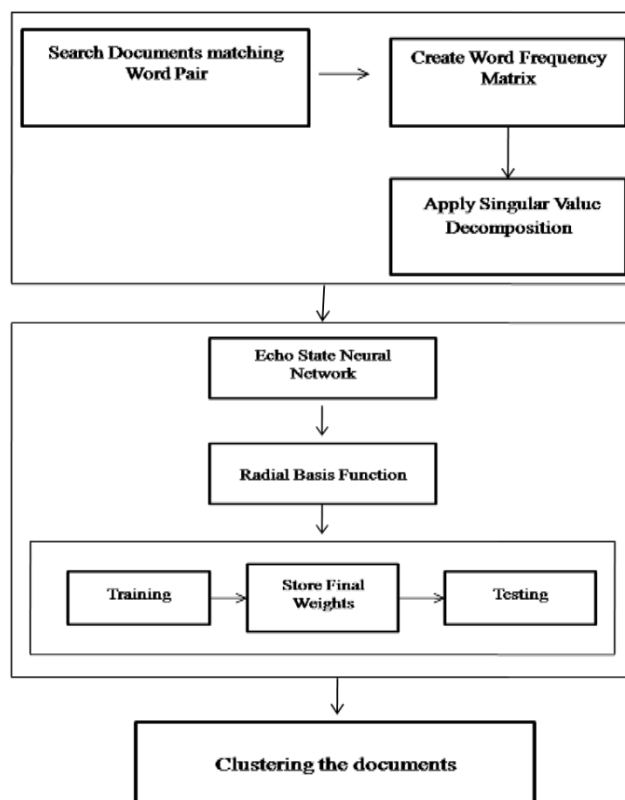 Search Documents matching
Word Pair
Create Word Frequency
Matrix
Apply Singular Value
Decomposition
Echo State Neural
Network
Radial Basis Function
Training
Store Final
Weights
Testing
Clustering the documents